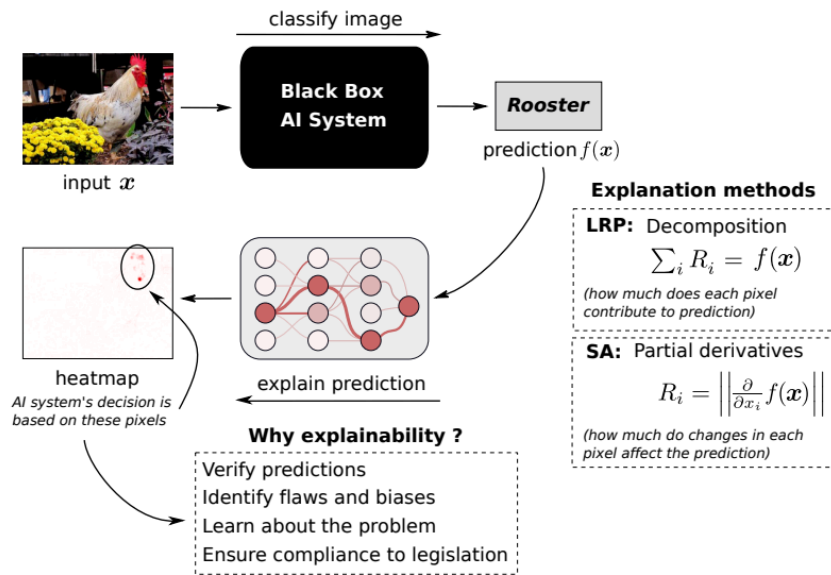 classify image
Black Box
AI System
Rooster
input x
prediction f(x)
Explanation methods
LRP: Decomposition
∑ᵢ Rᵢ = f(x)
(how much does each pixel
contribute to prediction)
SA: Partial derivatives
Rᵢ = ||∂/∂xᵢ f(x)||
(how much do changes in each
pixel affect the prediction)
heatmap
AI system's decision is
based on these pixels
explain prediction
Why explainability ?
Verify predictions
Identify flaws and biases
Learn about the problem
Ensure compliance to legislation